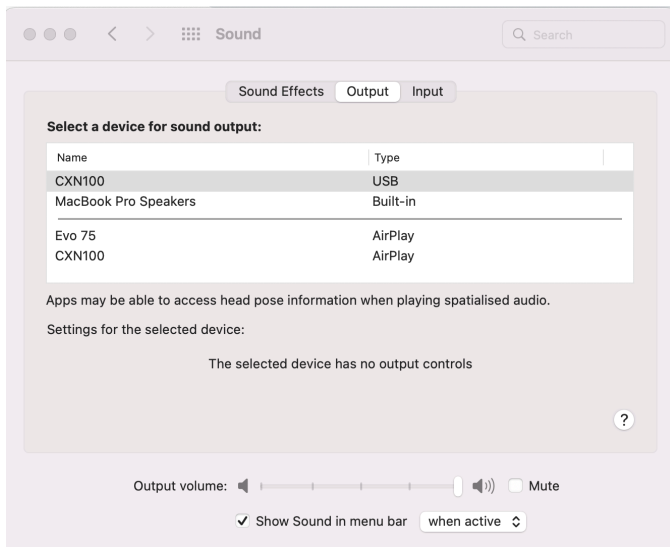 Sound
Search
Sound Effects Output Input
Select a device for sound output:
Name Type
CXN100 USB
MacBook Pro Speakers Built-in
Evo 75 AirPlay
CXN100 AirPlay
Apps may be able to access head pose information when playing spatialised audio.
Settings for the selected device:
The selected device has no output controls
?
Output volume: Mute
Show Sound in menu bar when active